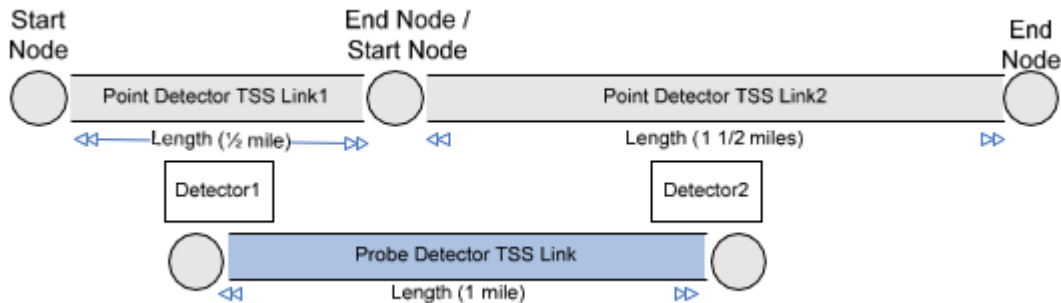 Start
Node
End Node /
Start Node
End
Node
Point Detector TSS Link1
Point Detector TSS Link2
Length (½ mile)
Length (1 1/2 miles)
Detector1
Detector2
Probe Detector TSS Link
Length (1 mile)